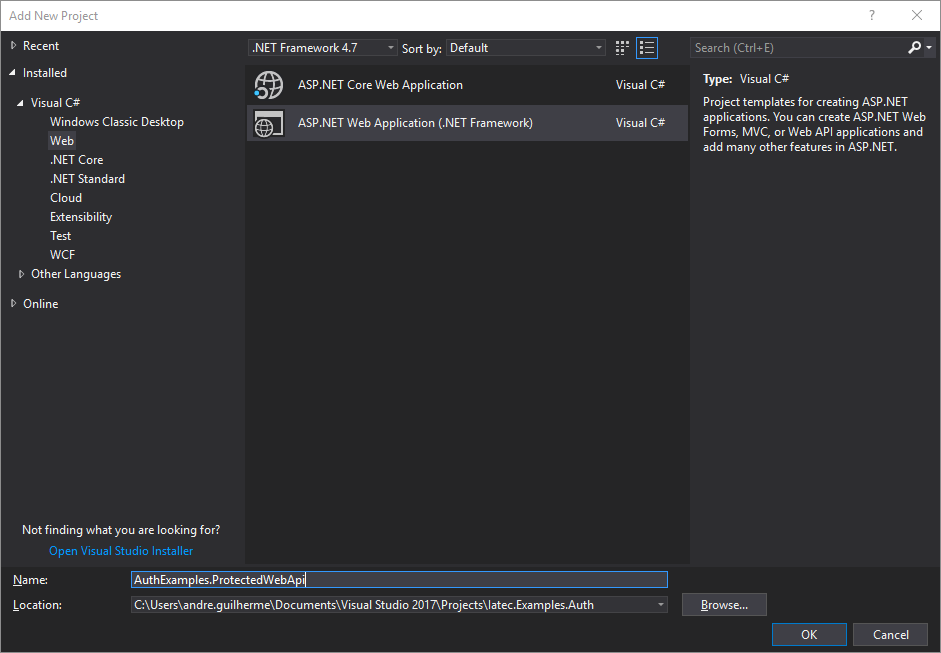 Add New Project
?
Recent
Installed
Visual C#
Windows Classic Desktop
Web
.NET Core
.NET Standard
Cloud
Extensibility
Test
WCF
Other Languages
Online
Not finding what you are looking for?
Open Visual Studio Installer
.NET Framework 4.7 Sort by: Default
ASP.NET Core Web Application Visual C#
ASP.NET Web Application (.NET Framework) Visual C#
Search (Ctrl+E)
Type: Visual C#
Project templates for creating ASP.NET
applications. You can create ASP.NET Web
Forms, MVC, or Web API applications and
add many other features in ASP.NET.
Name: AuthExamples.ProtectedWebApi
Location: C:\Users\andre.guilherme\Documents\Visual Studio 2017\Projects\Iatec.Examples.Auth Browse...
OK Cancel